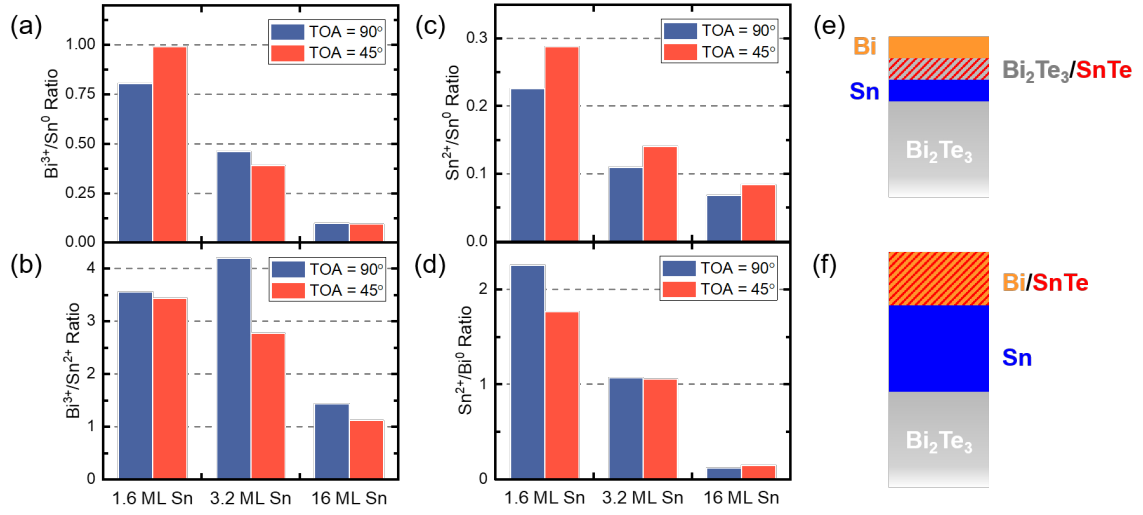 (a)
TOA = 90°
TOA = 45°
Bi³⁺/Sn⁰ Ratio
1.00
0.75
0.50
0.25
0.00
(b)
TOA = 90°
TOA = 45°
Bi³⁺/Sn²⁺ Ratio
4
3
2
1
0
1.6 ML Sn
3.2 ML Sn
16 ML Sn
(c)
TOA = 90°
TOA = 45°
Sn²⁺/Sn⁰ Ratio
0.3
0.2
0.1
0.0
(d)
TOA = 90°
TOA = 45°
Sn²⁺/Bi⁰ Ratio
2
1
0
1.6 ML Sn
3.2 ML Sn
16 ML Sn
(e)
Bi
Bi₂Te₃/SnTe
Sn
Bi₂Te₃
(f)
Bi/SnTe
Sn
Bi₂Te₃